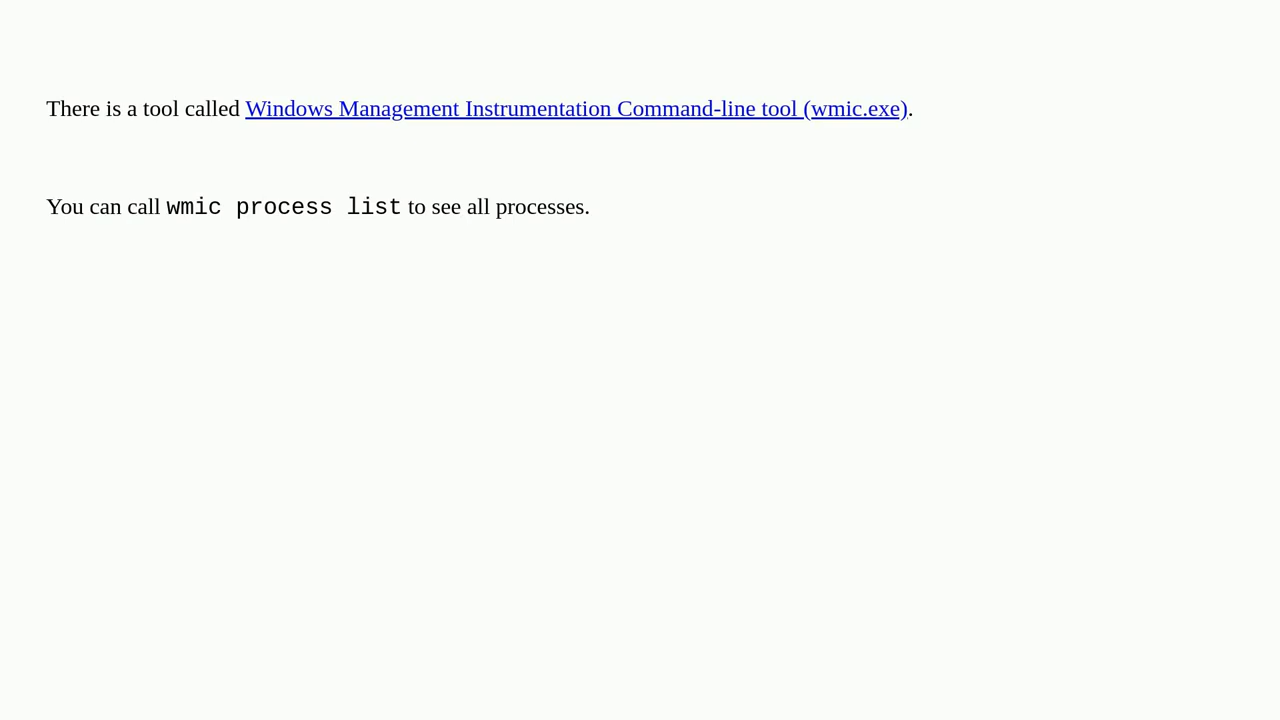 There is a tool called Windows Management Instrumentation Command-line tool (wmic.exe).
You can call wmic process list to see all processes.